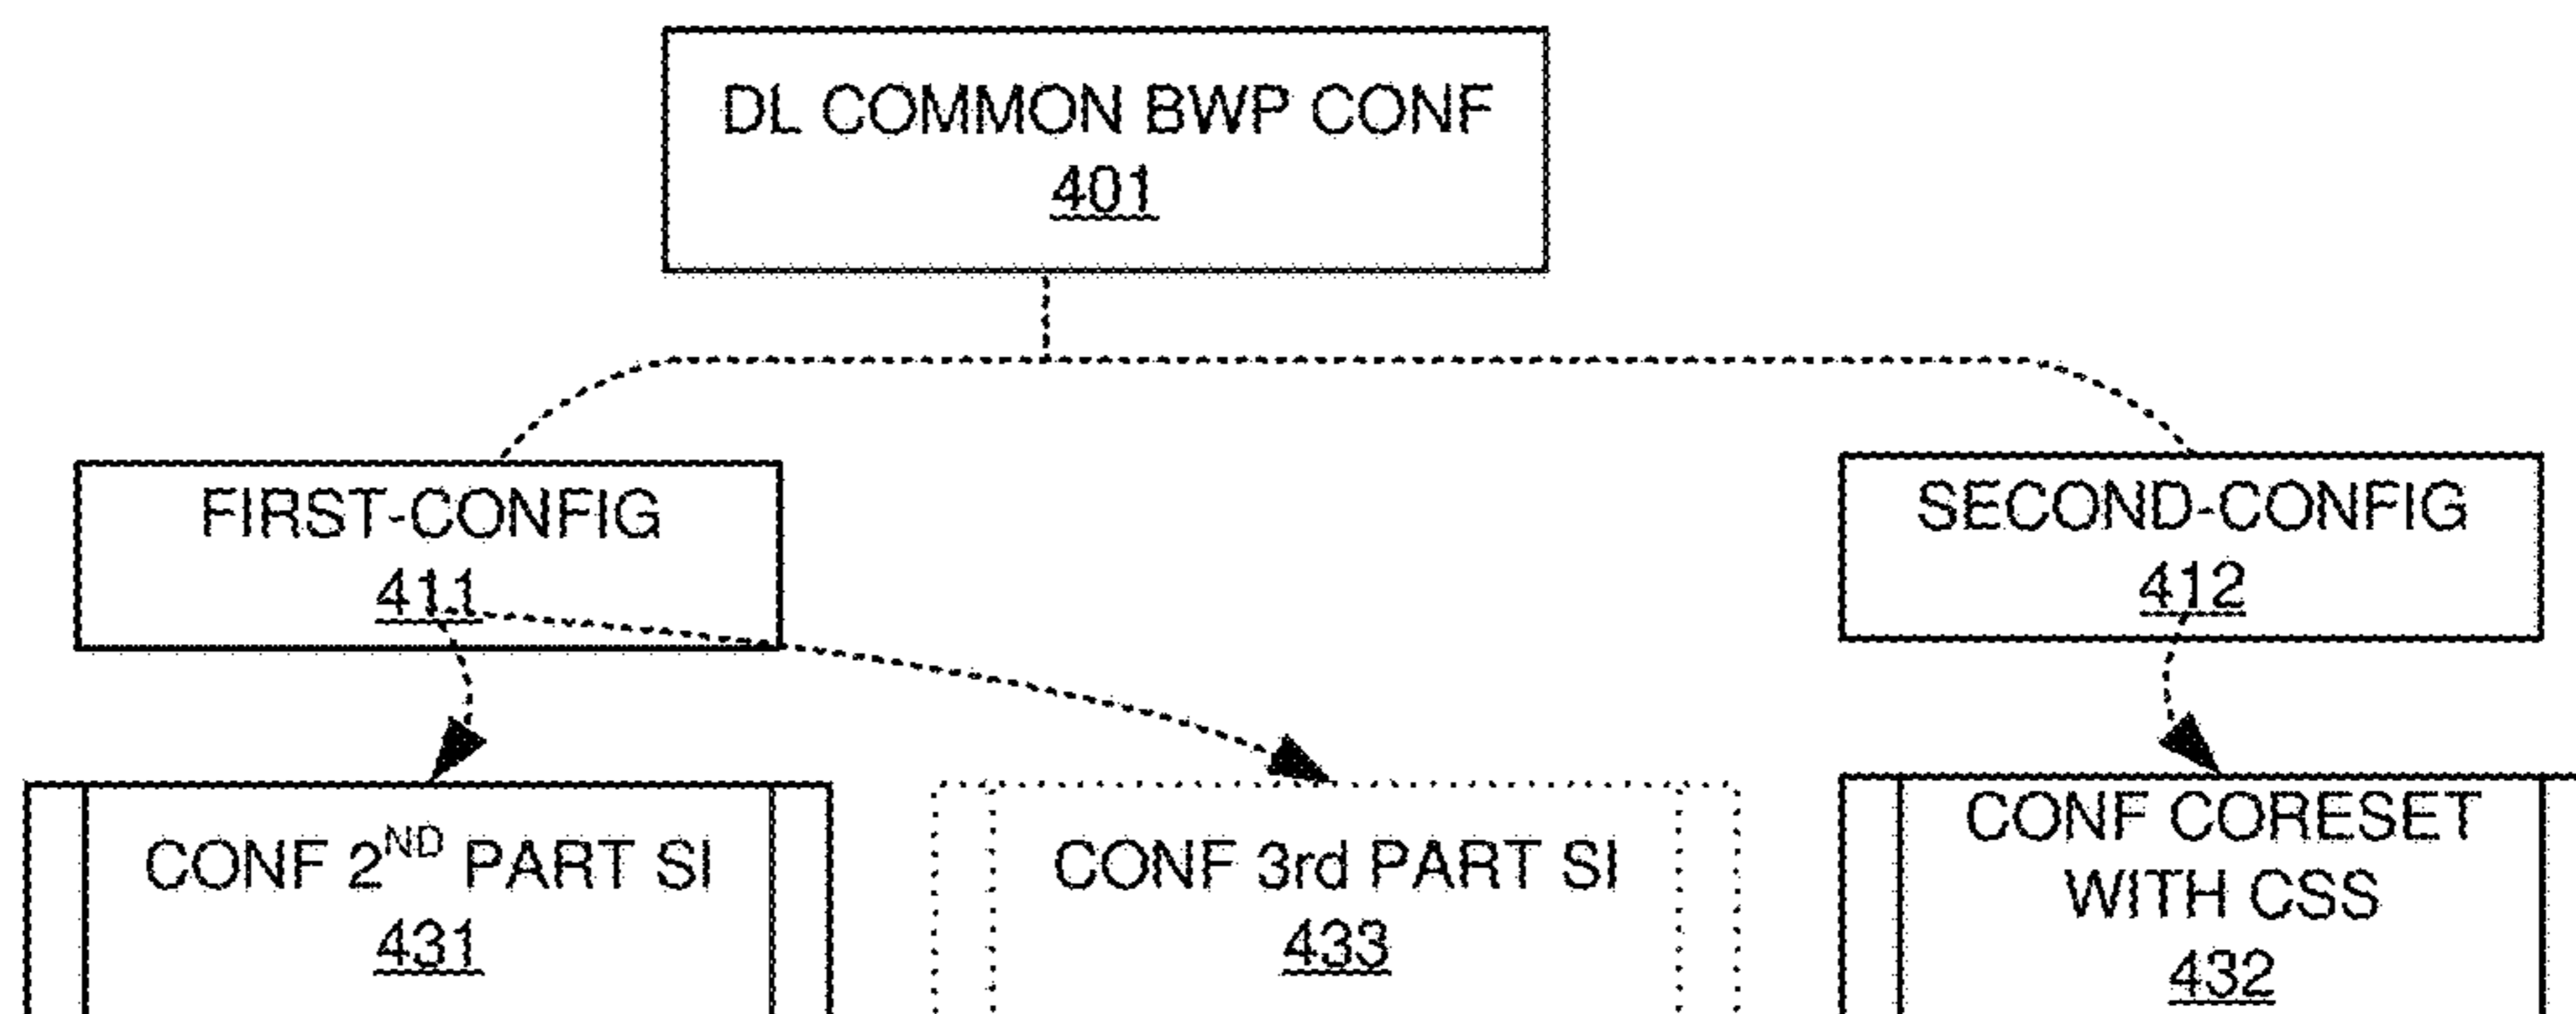 DL COMMON BWP CONF
401
FIRST-CONFIG
411
SECOND-CONFIG
412
CONF 2ND PART SI
431
CONF 3rd PART SI
433
CONF CORESET
WITH CSS
432